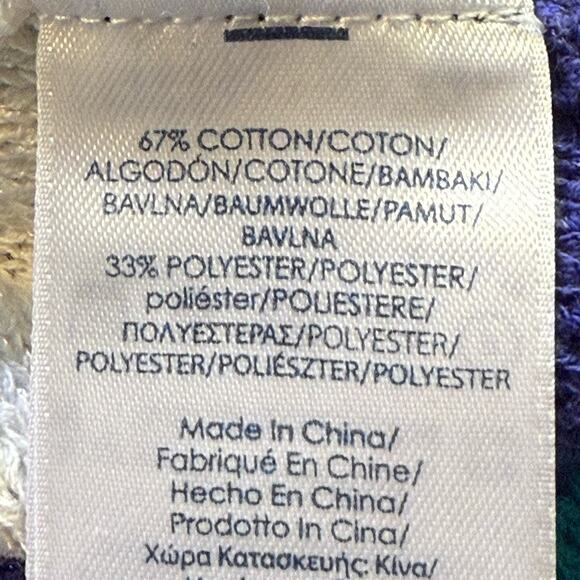 67% COTTON/COTON/
ALGODÓN/COTONE/BAMBAKI/
BAVLNA/BAUMWOLLE/PAMUT/
BAVLNA
33% POLYESTER/POLYESTER/
poliéster/POLIESTERE/
ΠΟΛΥΕΣΤΕΡΑΣ/POLYESTER/
POLYESTER/POLIÉSZTER/POLYESTER
Made In China/
Fabriqué En Chine/
Hecho En China/
Prodotto In Cina/
Χώρα Κατασκευής: Κίνα/